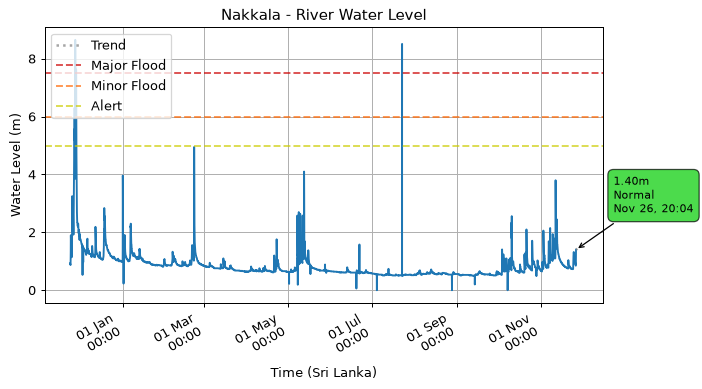 Nakkala - River Water Level
Trend
Major Flood
Minor Flood
Alert
Water Level (m)
8
6
4
2
0
1.40m
Normal
Nov 26, 20:04
01 Jan
00:00
01 Mar
00:00
01 May
00:00
01 Jul
00:00
01 Sep
00:00
01 Nov
00:00
Time (Sri Lanka)